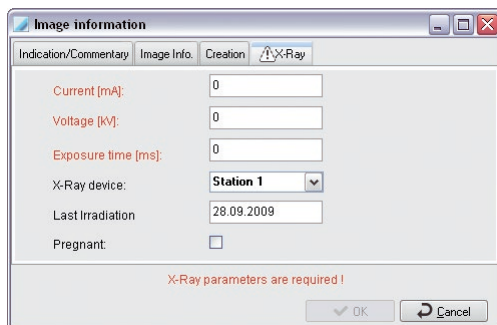 Image information
Indication/Commentary Image Info. Creation X-Ray
Current [mA]: 0
Voltage [kV]: 0
Exposure time [ms]: 0
X-Ray device: Station 1
Last Irradiation 28.09.2009
Pregnant:
X-Ray parameters are required !
OK Cancel